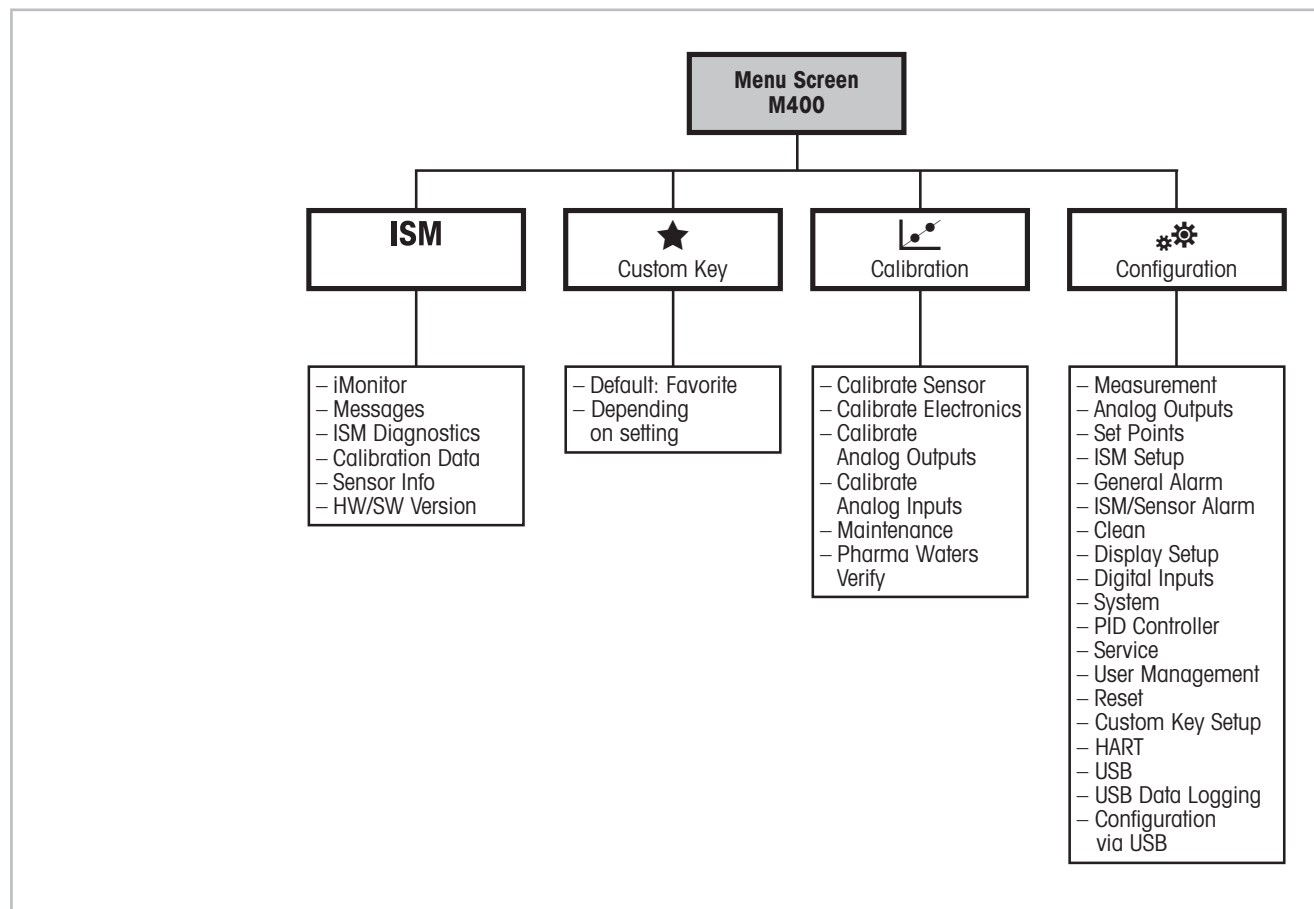 Menu Screen
M400
ISM
Custom Key
Calibration
Configuration
– iMonitor
– Messages
– ISM Diagnostics
– Calibration Data
– Sensor Info
– HW/SW Version
– Default: Favorite
– Depending
on setting
– Calibrate Sensor
– Calibrate Electronics
– Calibrate
Analog Outputs
– Calibrate
Analog Inputs
– Maintenance
– Pharma Waters
Verify
– Measurement
– Analog Outputs
– Set Points
– ISM Setup
– General Alarm
– ISM/Sensor Alarm
– Clean
– Display Setup
– Digital Inputs
– System
– PID Controller
– Service
– User Management
– Reset
– Custom Key Setup
– HART
– USB
– USB Data Logging
– Configuration
via USB